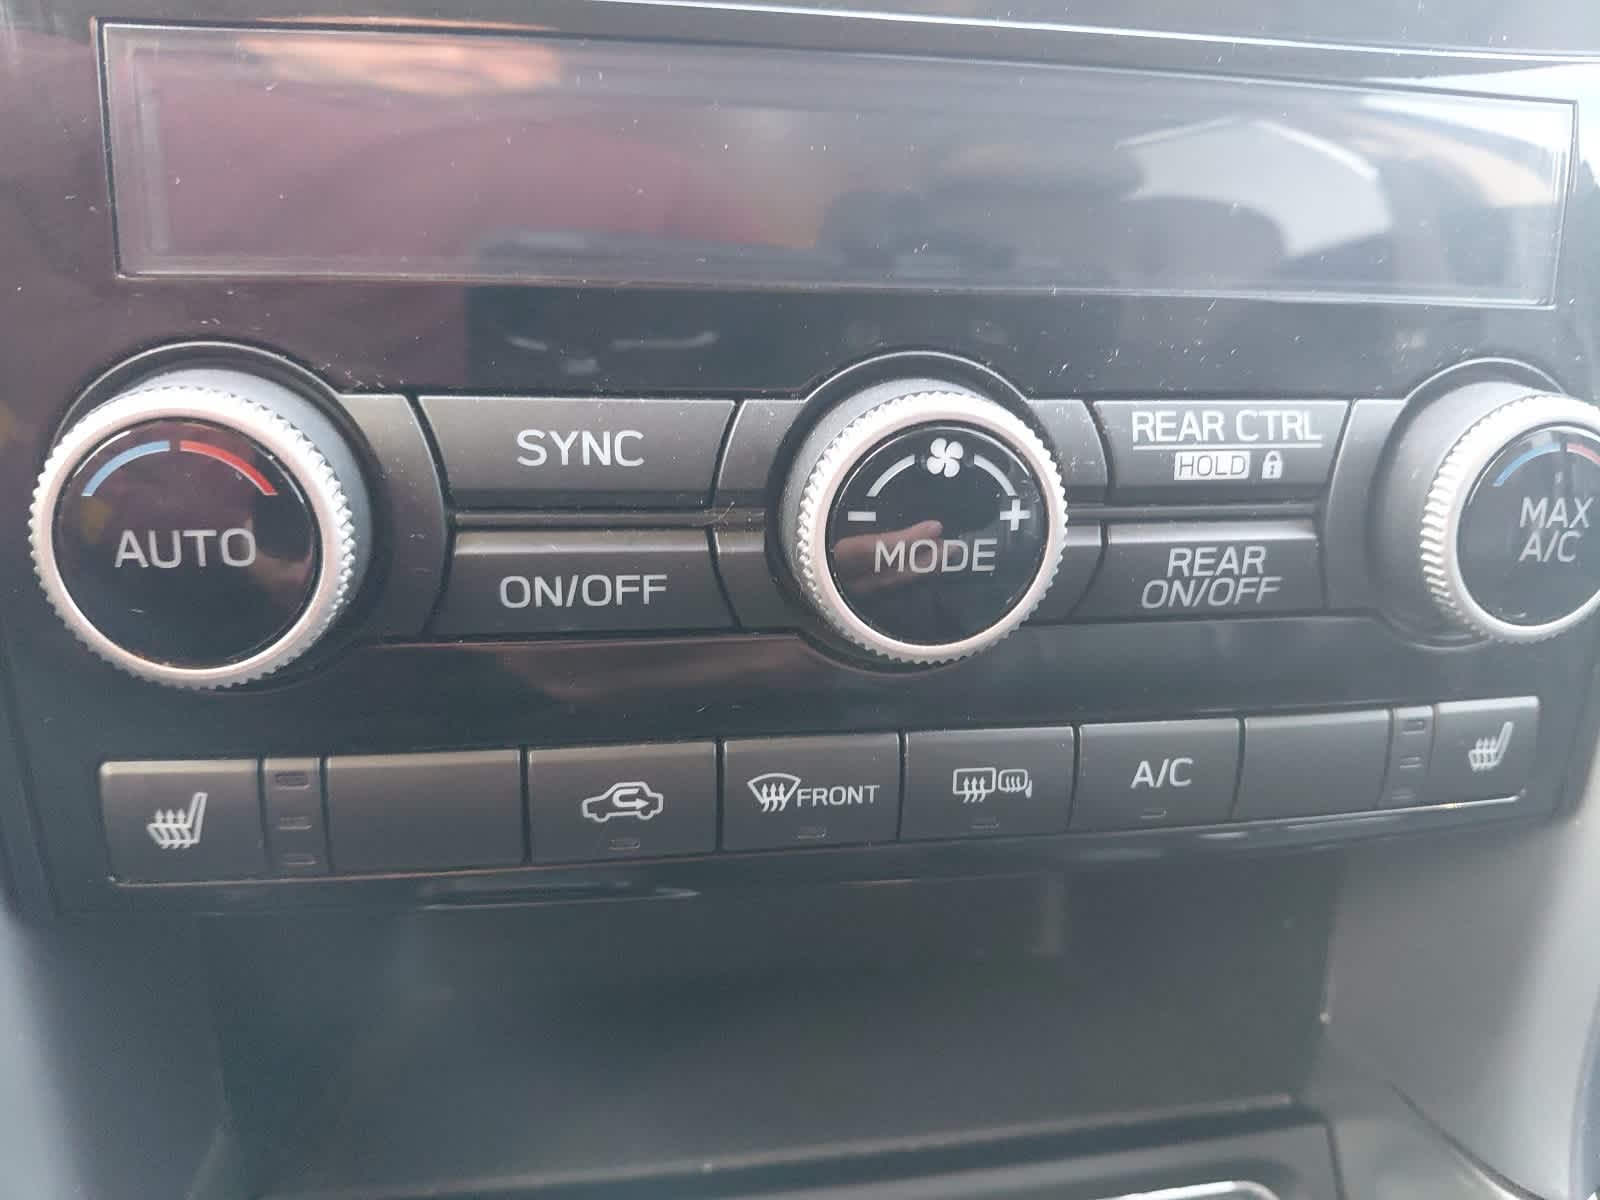 SYNC
REAR CTRL
HOLD
AUTO
- MODE +
MAX
A/C
ON/OFF
REAR
ON/OFF
FRONT
A/C